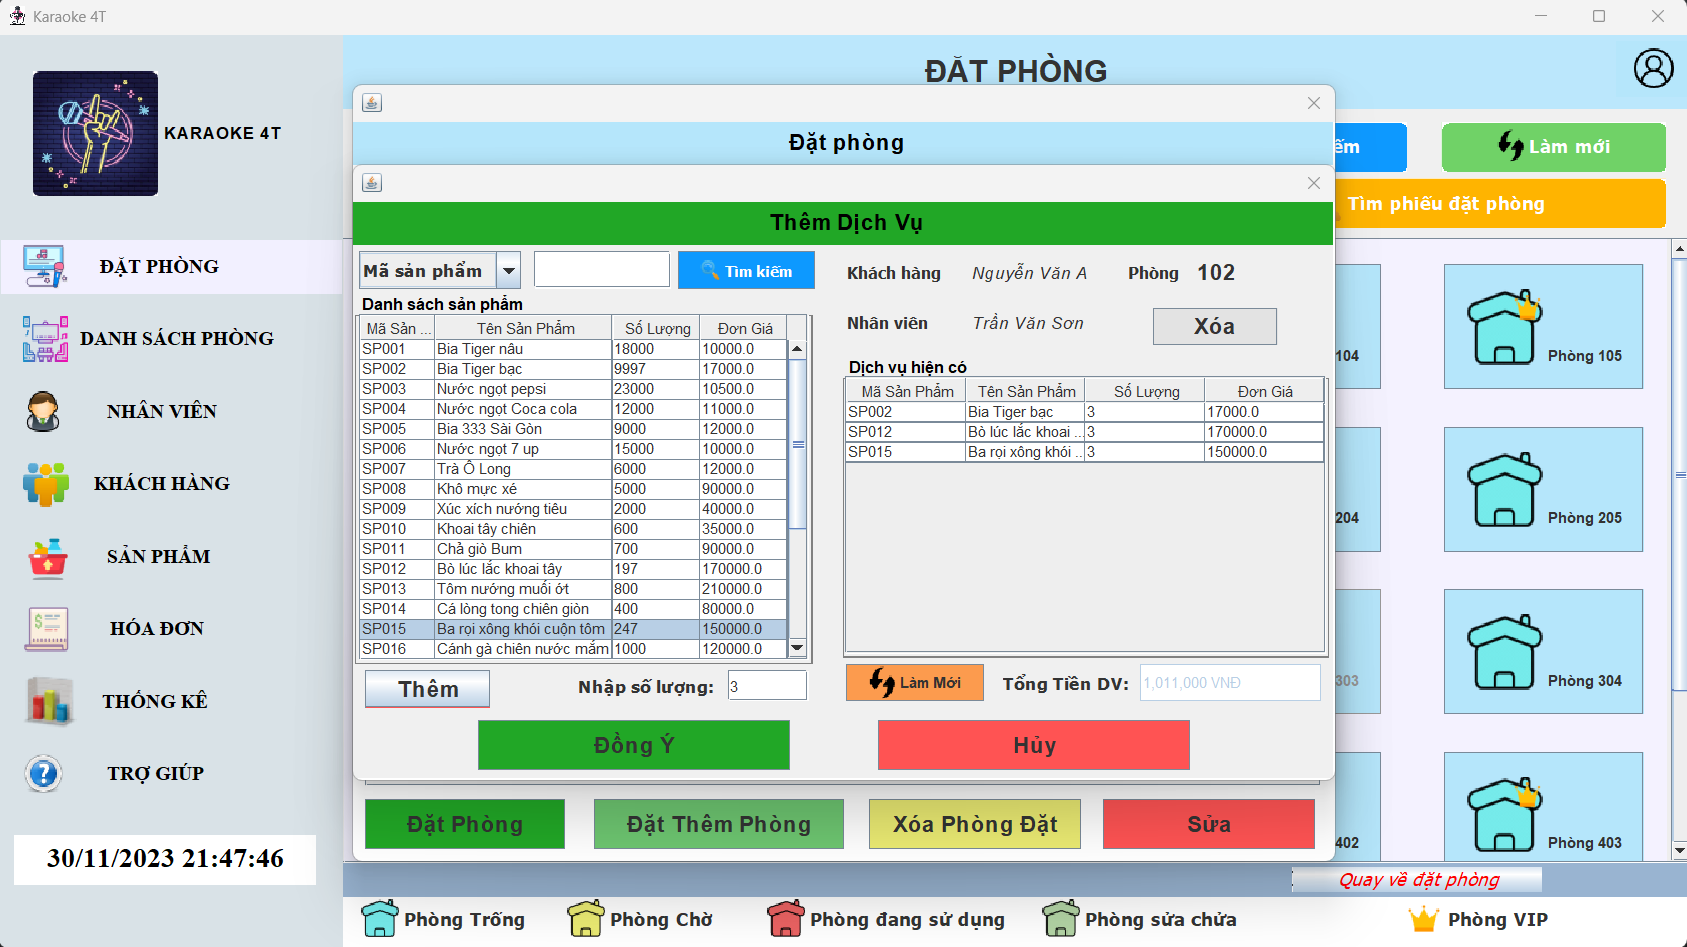 Karaoke 4T
KARAOKE 4T
ĐẶT PHÒNG
DANH SÁCH PHÒNG
NHÂN VIÊN
KHÁCH HÀNG
SẢN PHẨM
HÓA ĐƠN
THỐNG KÊ
TRỢ GIÚP
30/11/2023 21:47:46
ĐẶT PHÒNG
Làm mới
Tìm phiếu đặt phòng
Đặt phòng
Thêm Dịch Vụ
Mã sản phẩm
Tìm kiếm
Danh sách sản phẩm
Mã Sản ... Tên Sản Phẩm Số Lượng Đơn Giá
SP001 Bia Tiger nâu 18000 10000.0
SP002 Bia Tiger bạc 9997 17000.0
SP003 Nước ngọt pepsi 23000 10500.0
SP004 Nước ngọt Coca cola 12000 11000.0
SP005 Bia 333 Sài Gòn 9000 12000.0
SP006 Nước ngọt 7 up 15000 10000.0
SP007 Trà Ô Long 6000 12000.0
SP008 Khô mực xé 5000 90000.0
SP009 Xúc xích nướng tiêu 2000 40000.0
SP010 Khoai tây chiên 600 35000.0
SP011 Chả giò Bum 700 90000.0
SP012 Bò lúc lắc khoai tây 197 170000.0
SP013 Tôm nướng muối ớt 800 210000.0
SP014 Cá lòng tong chiên giòn 400 80000.0
SP015 Ba rọi xông khói cuộn tôm 247 150000.0
SP016 Cánh gà chiên nước mắm 1000 120000.0
Thêm
Nhập số lượng: 3
Khách hàng Nguyễn Văn A Phòng 102
Nhân viên Trần Văn Sơn
Xóa
Dịch vụ hiện có
Mã Sản Phẩm Tên Sản Phẩm Số Lượng Đơn Giá
SP002 Bia Tiger bạc 3 17000.0
SP012 Bò lúc lắc khoai ... 3 170000.0
SP015 Ba rọi xông khói ... 3 150000.0
Làm Mới
Tổng Tiền DV: 1,011,000 VNĐ
Đồng Ý
Hủy
Đặt Phòng
Đặt Thêm Phòng
Xóa Phòng Đặt
Sửa
104
Phòng 105
204
Phòng 205
303
Phòng 304
402
Phòng 403
Quay về đặt phòng
Phòng Trống
Phòng Chờ
Phòng đang sử dụng
Phòng sửa chửa
Phòng VIP